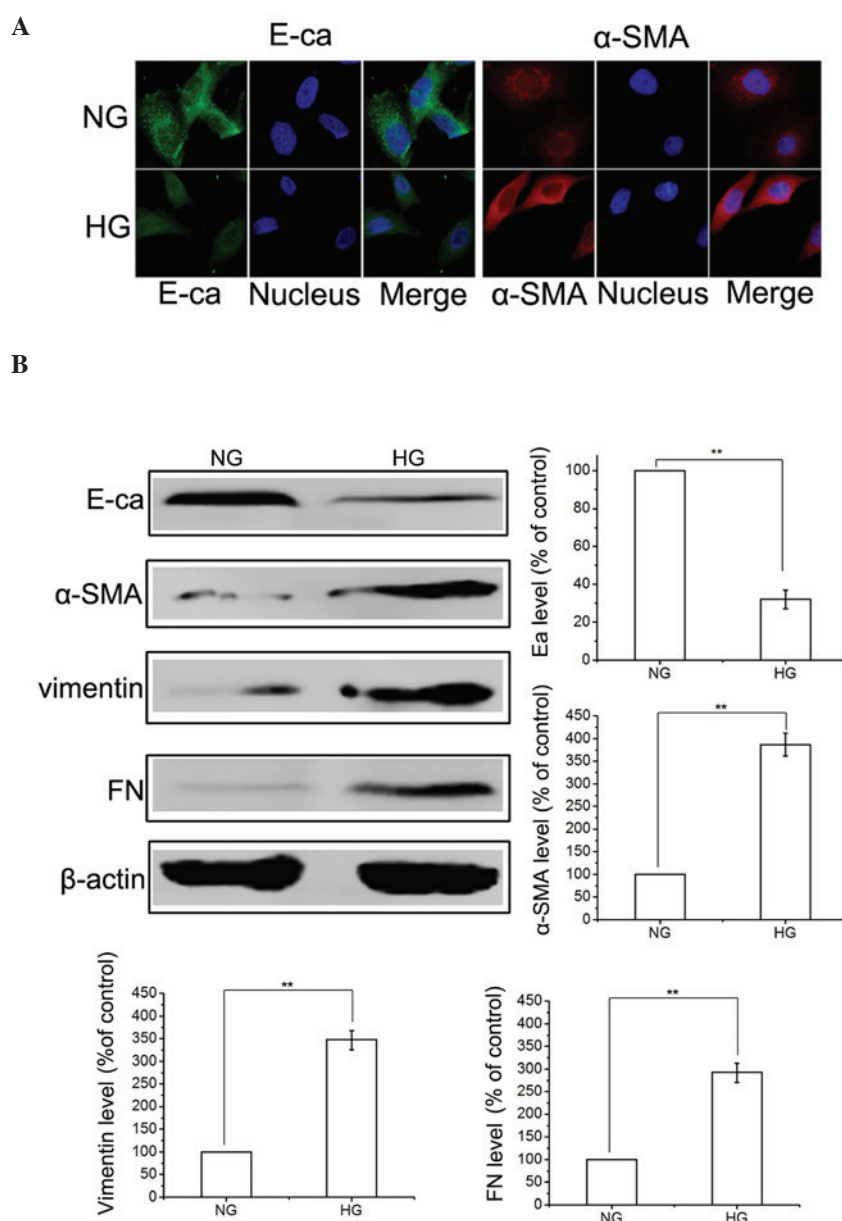 A
E-ca α-SMA
NG
HG
E-ca Nucleus Merge α-SMA Nucleus Merge
B
NG HG
E-ca
α-SMA
vimentin
FN
β-actin
**
Ea level (% of control)
100
80
60
40
20
0
NG HG
**
α-SMA level (% of control)
450
400
350
300
250
200
150
100
50
0
NG HG
**
Vimentin level (%of control)
450
400
350
300
250
200
150
100
50
0
NG HG
**
FN level (% of control)
450
400
350
300
250
200
150
100
50
0
NG HG